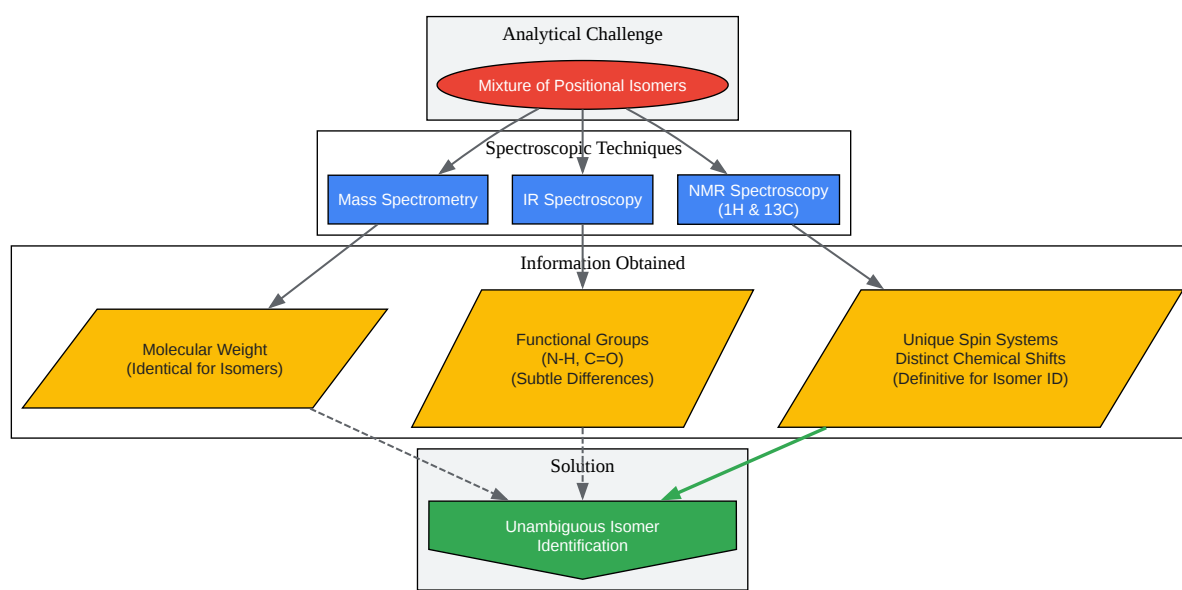 Analytical Challenge
Mixture of Positional Isomers
Spectroscopic Techniques
Mass Spectrometry
IR Spectroscopy
NMR Spectroscopy
(1H & 13C)
Information Obtained
Molecular Weight
(Identical for Isomers)
Functional Groups
(N-H, C=O)
(Subtle Differences)
Unique Spin Systems
Distinct Chemical Shifts
(Definitive for Isomer ID)
Solution
Unambiguous Isomer
Identification